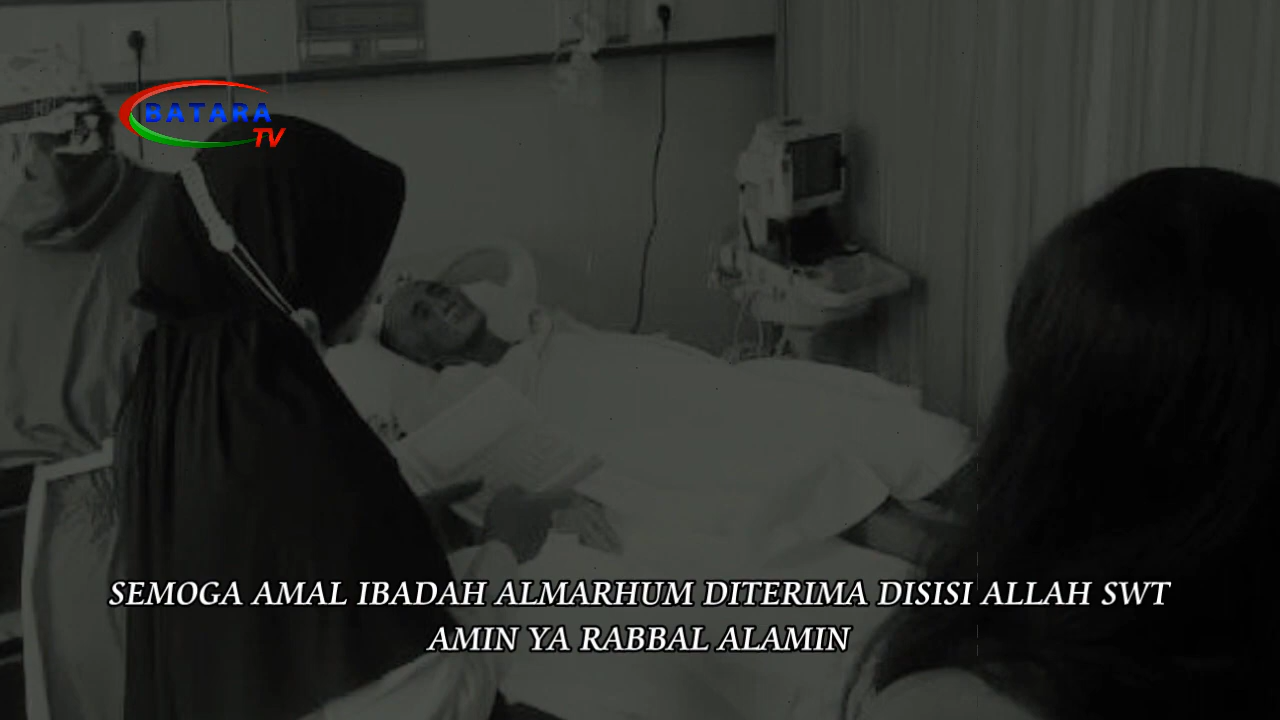 BATARA
TV
SEMOGA AMAL IBADAH ALMARHUM DITERIMA DISISI ALLAH SWT
AMIN YA RABBAL ALAMIN